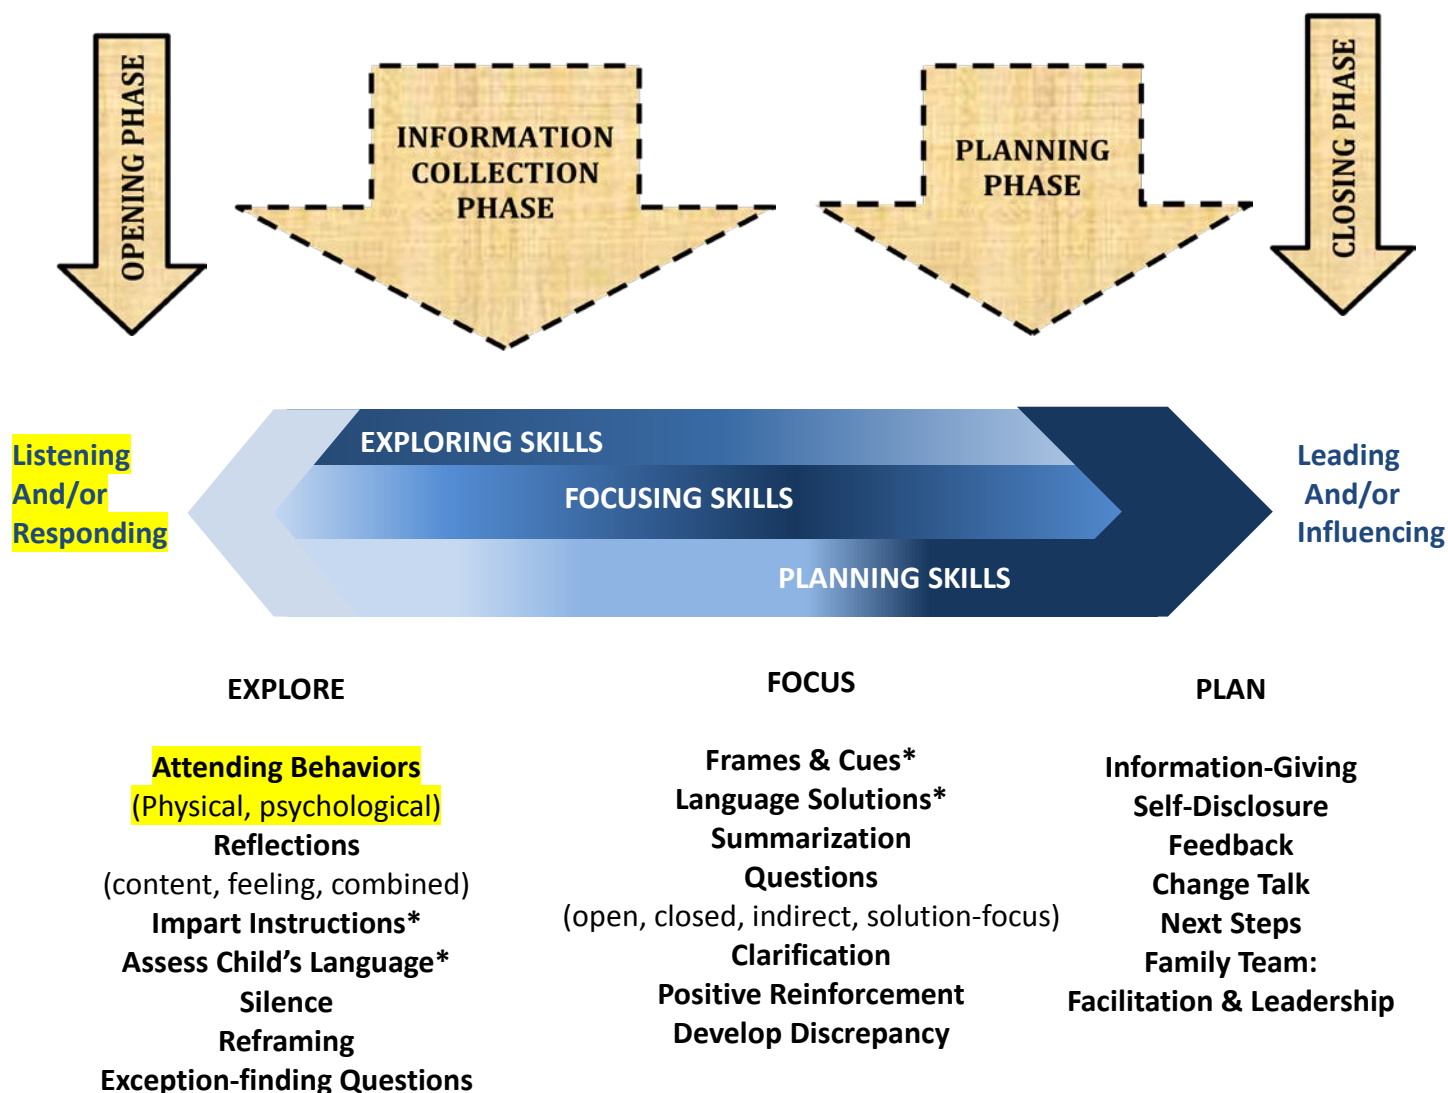 OPENING PHASE
INFORMATION
COLLECTION
PHASE
PLANNING
PHASE
CLOSING PHASE
Listening
And/or
Responding
EXPLORING SKILLS
FOCUSING SKILLS
PLANNING SKILLS
Leading
And/or
Influencing
EXPLORE
Attending Behaviors
(Physical, psychological)
Reflections
(content, feeling, combined)
Impart Instructions*
Assess Child’s Language*
Silence
Reframing
Exception-finding Questions
FOCUS
Frames & Cues*
Language Solutions*
Summarization
Questions
(open, closed, indirect, solution-focus)
Clarification
Positive Reinforcement
Develop Discrepancy
PLAN
Information-Giving
Self-Disclosure
Feedback
Change Talk
Next Steps
Family Team:
Facilitation & Leadership